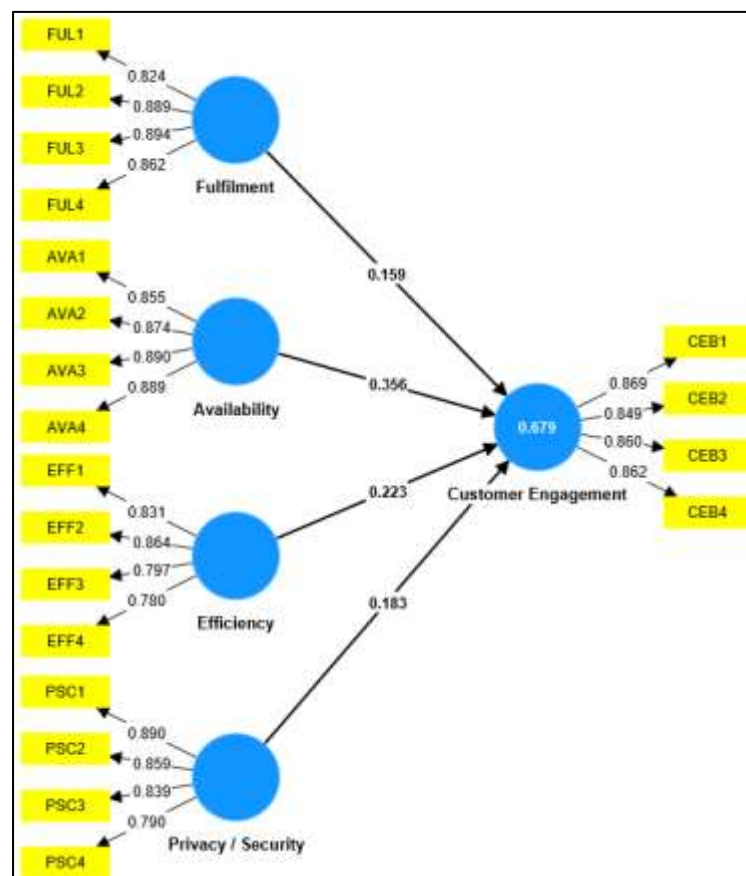 FUL1
0.824
FUL2
0.889
FUL3
0.894
0.862
FUL4
Fulfilment
0.159
AVA1
0.855
AVA2
0.874
AVA3
0.890
0.889
AVA4
Availability
0.356
EFF1
0.831
EFF2
0.864
EFF3
0.797
0.780
EFF4
Efficiency
0.223
PSC1
0.890
PSC2
0.859
PSC3
0.839
0.790
PSC4
Privacy / Security
0.183
0.679
Customer Engagement
CEB1
0.869
CEB2
0.849
0.860
CEB3
0.862
CEB4